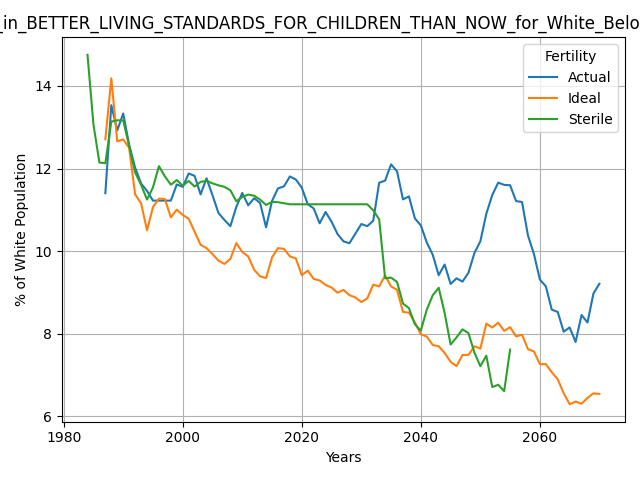 _in_BETTER_LIVING_STANDARDS_FOR_CHILDREN_THAN_NOW_for_White_Belo
Fertility
Actual
Ideal
Sterile
% of White Population
14
12
10
8
6
1980
2000
2020
2040
2060
Years